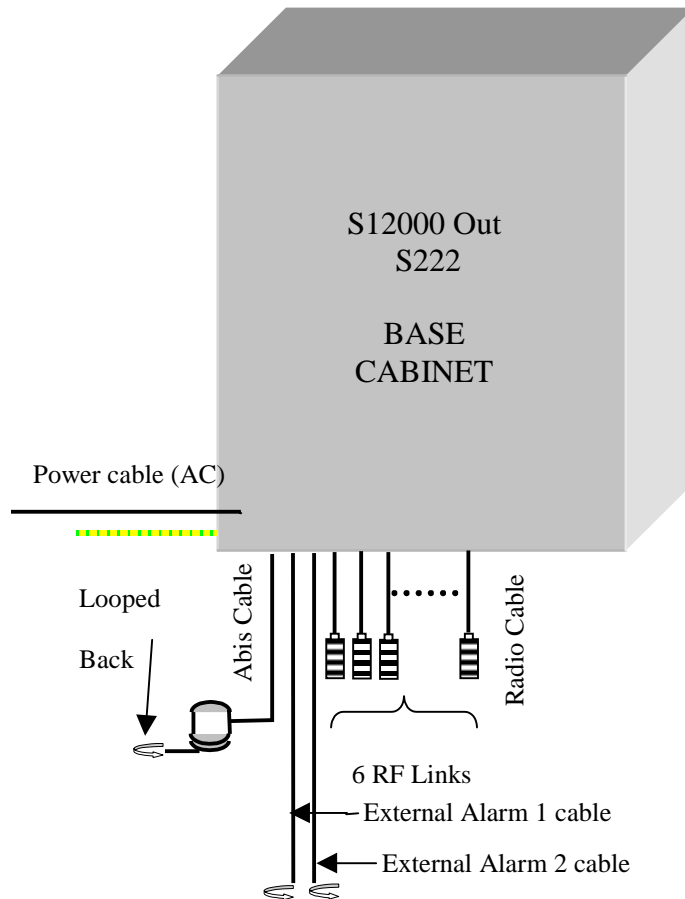 S12000 Out
S222
BASE
CABINET
Power cable (AC)
Looped
Back
Abis Cable
Radio Cable
6 RF Links
External Alarm 1 cable
External Alarm 2 cable